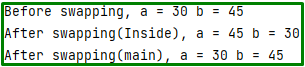 Before swapping, a = 30 b = 45
After swapping(Inside), a = 45 b = 30
After swapping(main), a = 30 b = 45